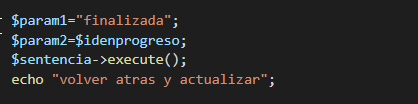 $param1="finalizada";
$param2=$idenprogreso;
$sentencia->execute();
echo "volver atras y actualizar";